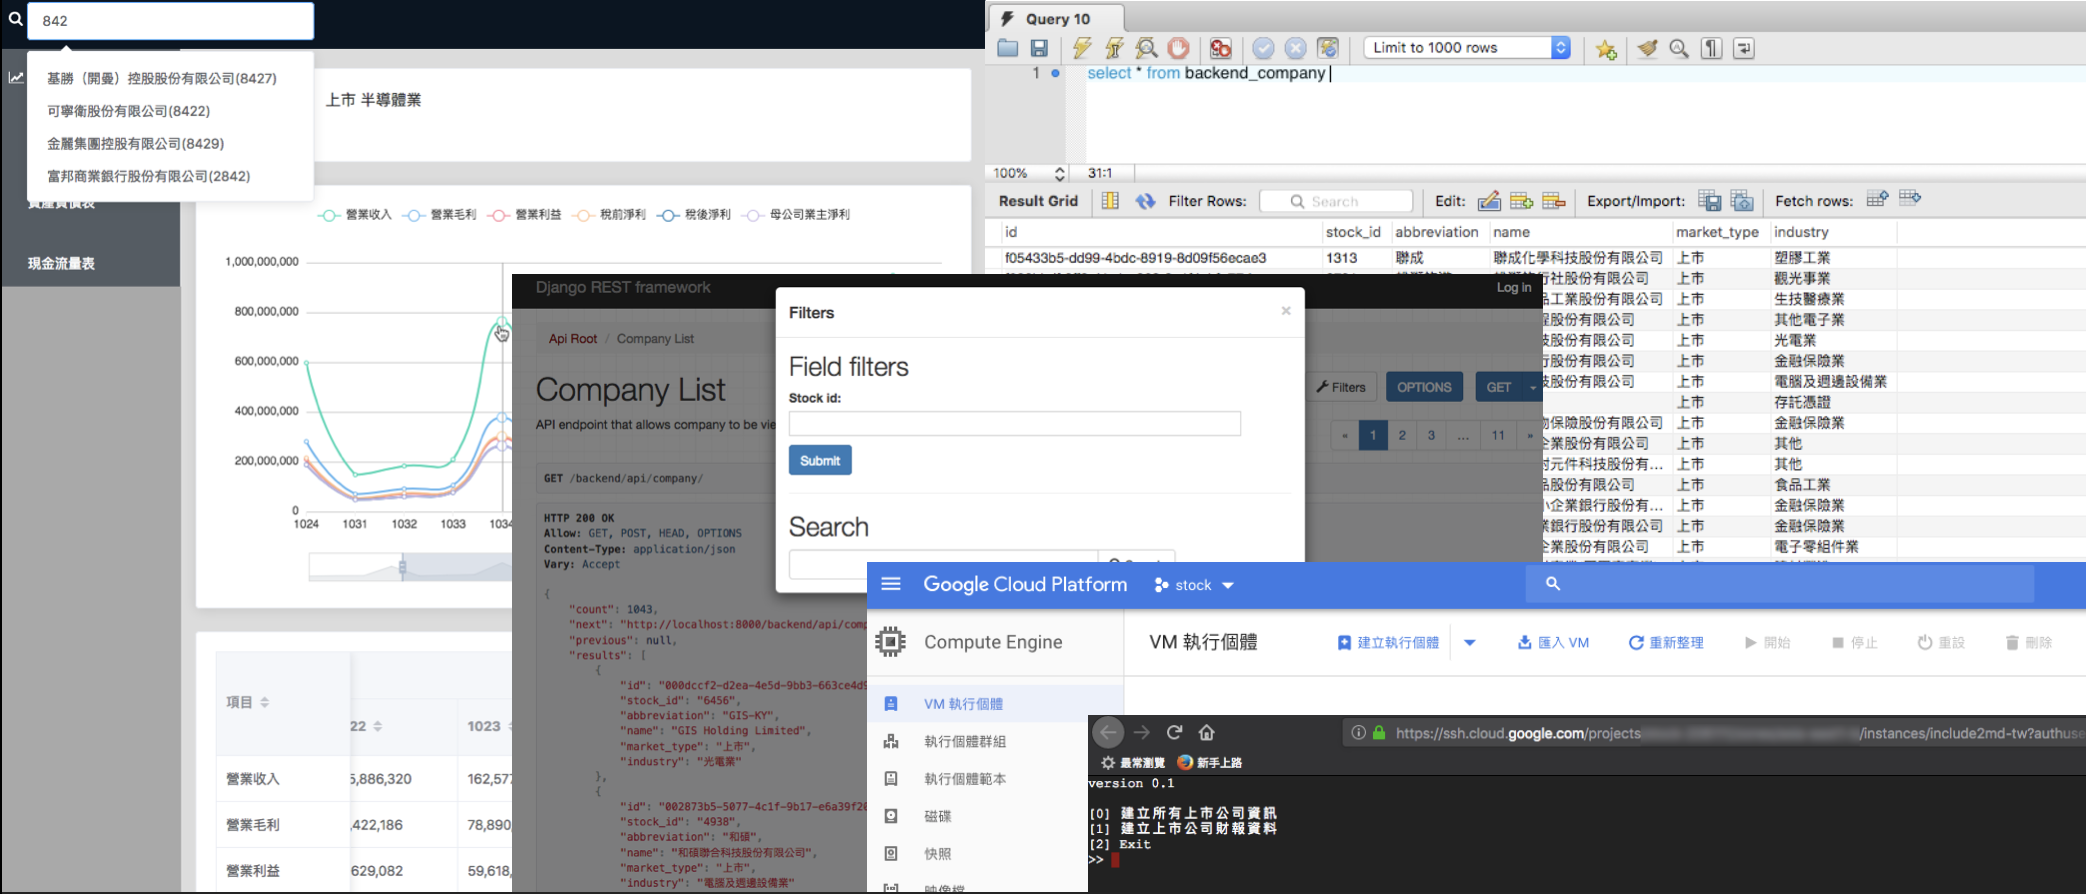 842
基勝（開曼）控股股份有限公司(8427)
可寧衛股份有限公司(8422)
金麗集團控股有限公司(8429)
富邦商業銀行股份有限公司(2842)
現金流量表
上市 半導體業
營業收入 營業毛利 營業利益 稅前淨利 稅後淨利 母公司業主淨利
1,000,000,000
800,000,000
600,000,000
400,000,000
200,000,000
0
1024 1031 1032 1033 1034
項目 22 1023
營業收入 5,886,320 162,577
營業毛利 ,422,186 78,890,
營業利益 629,082 59,618,
Query 10
Limit to 1000 rows
1 select * from backend_company
100% 31:1
Result Grid Filter Rows: Search Edit: Export/Import: Fetch rows:
id stock_id abbreviation name market_type industry
f05433b5-dd99-4bdc-8919-8d09f56ecae3 1313 聯成 聯成化學科技股份有限公司 上市 塑膠工業
行社股份有限公司 上市 觀光事業
品工業股份有限公司 上市 生技醫療業
股份有限公司 上市 其他電子業
技股份有限公司 上市 光電業
行股份有限公司 上市 金融保險業
技股份有限公司 上市 電腦及週邊設備業
上市 存託憑證
物保險股份有限公司 上市 金融保險業
企業股份有限公司 上市 其他
元件科技股份有... 上市 其他
品股份有限公司 上市 食品工業
小企業銀行股份有... 上市 金融保險業
業銀行股份有限公司 上市 金融保險業
企業股份有限公司 上市 電子零組件業
Django REST framework Log in
Api Root / Company List
Company List
Filters OPTIONS GET
API endpoint that allows company to be vie
« 1 2 3 ... 11 »
GET /backend/api/company/
HTTP 200 OK
Allow: GET, POST, HEAD, OPTIONS
Content-Type: application/json
Vary: Accept
{
"count": 1043,
"next": "http://localhost:8000/backend/api/comp
"previous": null,
"results": [
{
"id": "000dccf2-d2ea-4e5d-9bb3-663ce4d9
"stock_id": "6456",
"abbreviation": "GIS-KY",
"name": "GIS Holding Limited",
"market_type": "上市",
"industry": "光電業"
},
{
"id": "002873b5-5077-4c1f-9b17-e6a39f26
"stock_id": "4938",
"abbreviation": "和碩",
"name": "和碩聯合科技股份有限公司",
"market_type": "上市",
"industry": "電腦及週邊設備業"
Filters ×
Field filters
Stock id:
Submit
Search
Google Cloud Platform stock
Compute Engine
VM 執行個體 建立執行個體 匯入 VM 重新整理 開始 停止 重設 刪除
VM 執行個體
執行個體群組
執行個體範本
磁碟
快照
https://ssh.cloud.google.com/projects /instances/include2md-tw?authuse
最常瀏覽 新手上路
version 0.1
[0] 建立所有上市公司資訊
[1] 建立上市公司財報資料
[2] Exit
>>